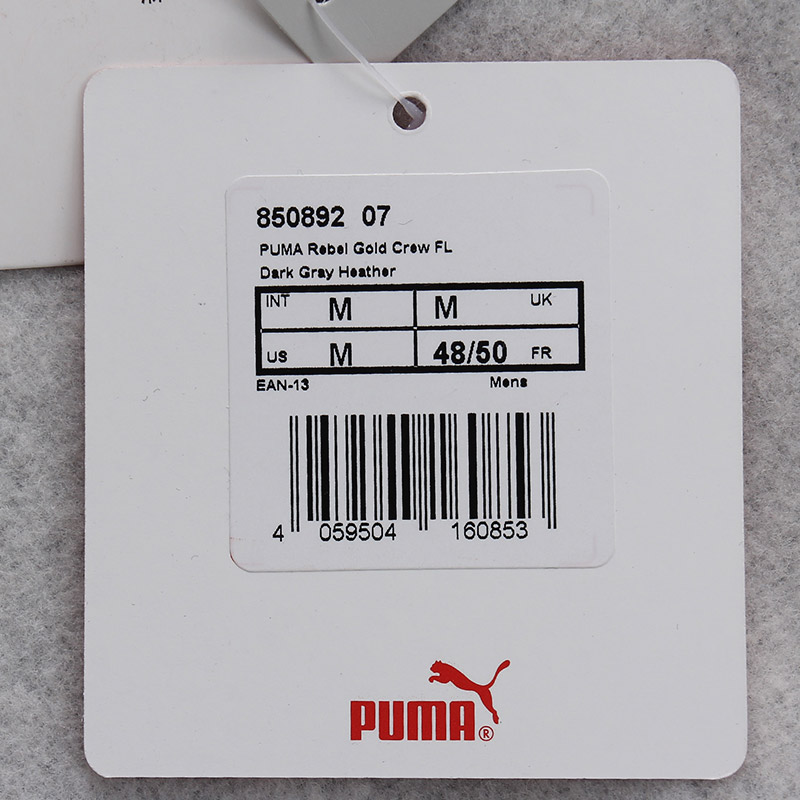 850892 07
PUMA Rebel Gold Crew FL
Dark Gray Heather
INT M M UK
US M 48/50 FR
EAN-13 Mens
4 059504 160853
PUMA®